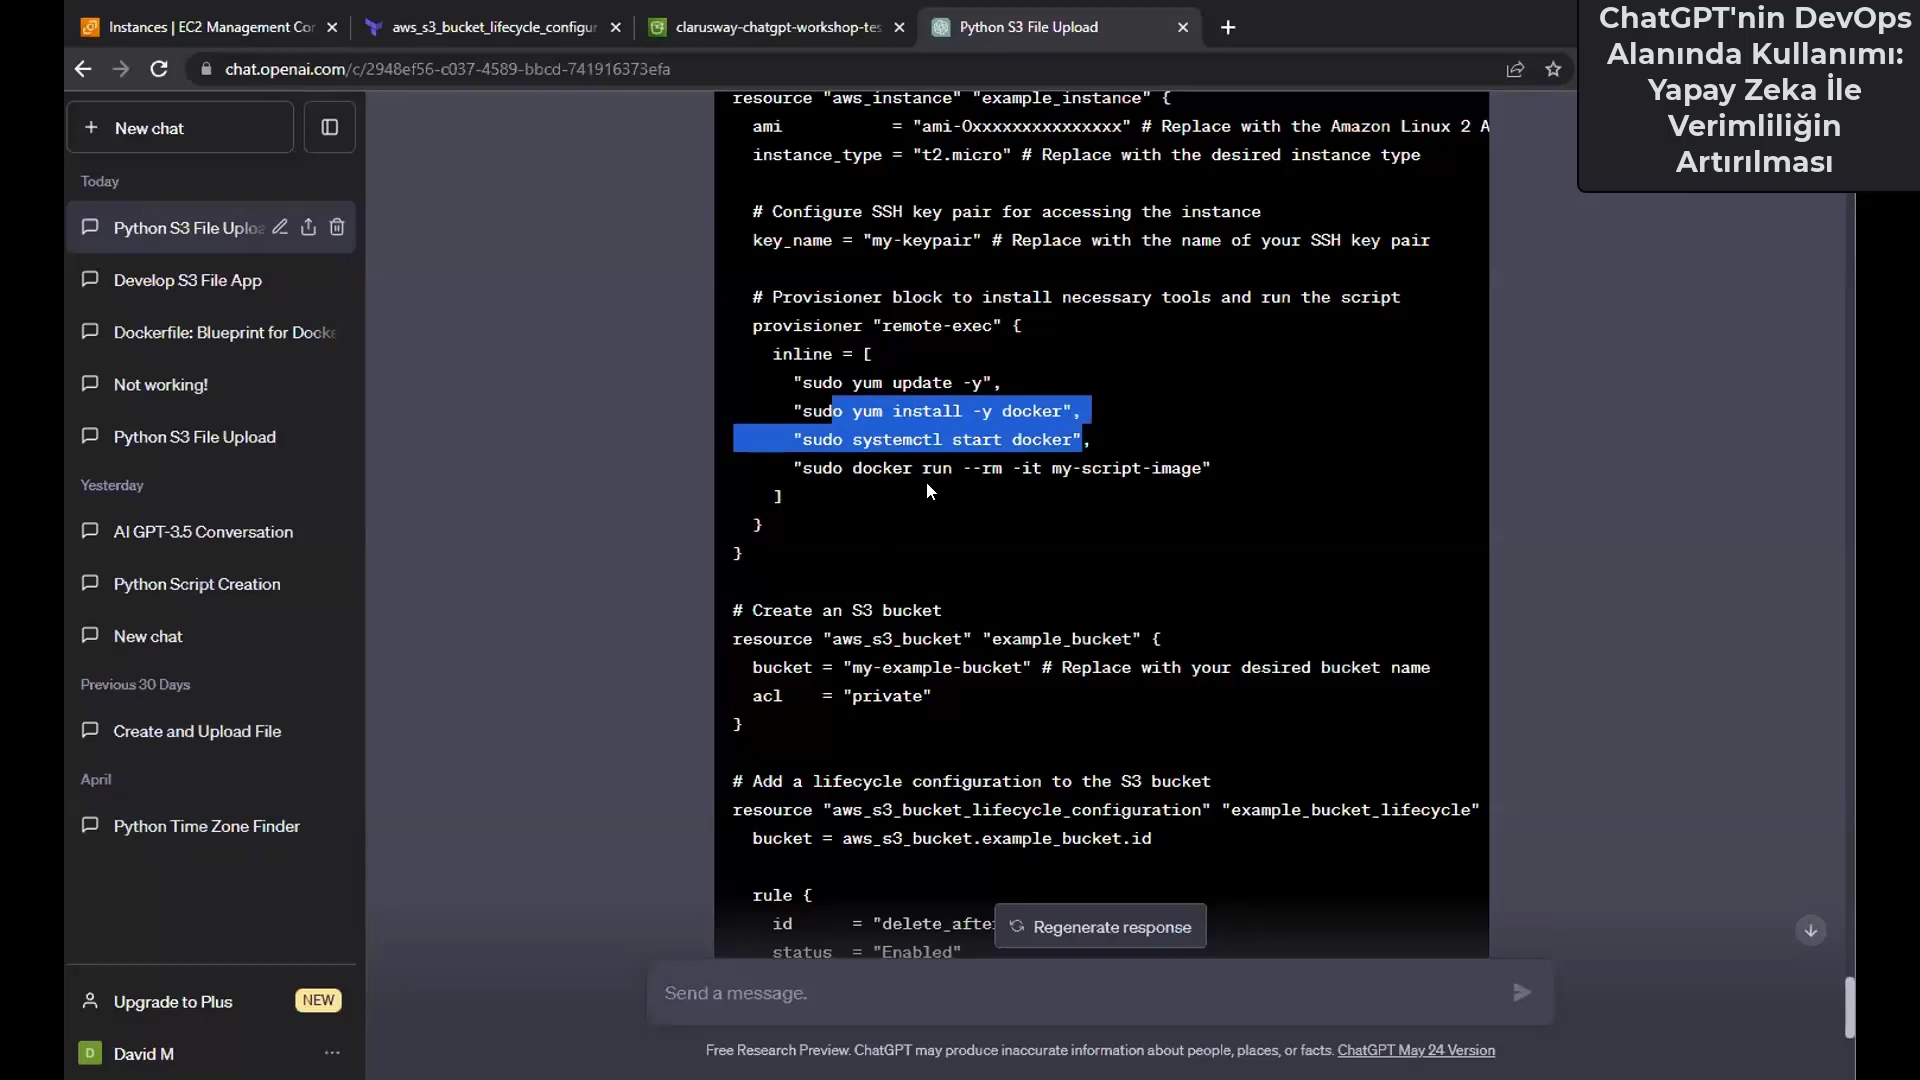 Instances | EC2 Management Cor
aws_s3_bucket_lifecycle_configur
clarusway-chatgpt-workshop-tes
Python S3 File Upload
ChatGPT'nin DevOps
Alanında Kullanımı:
Yapay Zeka İle
Verimliliğin
Artırılması
chat.openai.com/c/2948ef56-c037-4589-bbcd-741916373efa
New chat
Today
Python S3 File Uploa
Develop S3 File App
Dockerfile: Blueprint for Docke
Not working!
Python S3 File Upload
Yesterday
AI GPT-3.5 Conversation
Python Script Creation
New chat
Previous 30 Days
Create and Upload File
April
Python Time Zone Finder
Upgrade to Plus
NEW
D
David M
resource "aws_instance" "example_instance" {
ami = "ami-0xxxxxxxxxxxxxxx" # Replace with the Amazon Linux 2 A
instance_type = "t2.micro" # Replace with the desired instance type
# Configure SSH key pair for accessing the instance
key_name = "my-keypair" # Replace with the name of your SSH key pair
# Provisioner block to install necessary tools and run the script
provisioner "remote-exec" {
inline = [
"sudo yum update -y",
"sudo yum install -y docker",
"sudo systemctl start docker",
"sudo docker run --rm -it my-script-image"
]
}
}
# Create an S3 bucket
resource "aws_s3_bucket" "example_bucket" {
bucket = "my-example-bucket" # Replace with your desired bucket name
acl = "private"
}
# Add a lifecycle configuration to the S3 bucket
resource "aws_s3_bucket_lifecycle_configuration" "example_bucket_lifecycle"
bucket = aws_s3_bucket.example_bucket.id
rule {
id = "delete_afte
status = "Enabled"
Regenerate response
Send a message.
Free Research Preview. ChatGPT may produce inaccurate information about people, places, or facts. ChatGPT May 24 Version